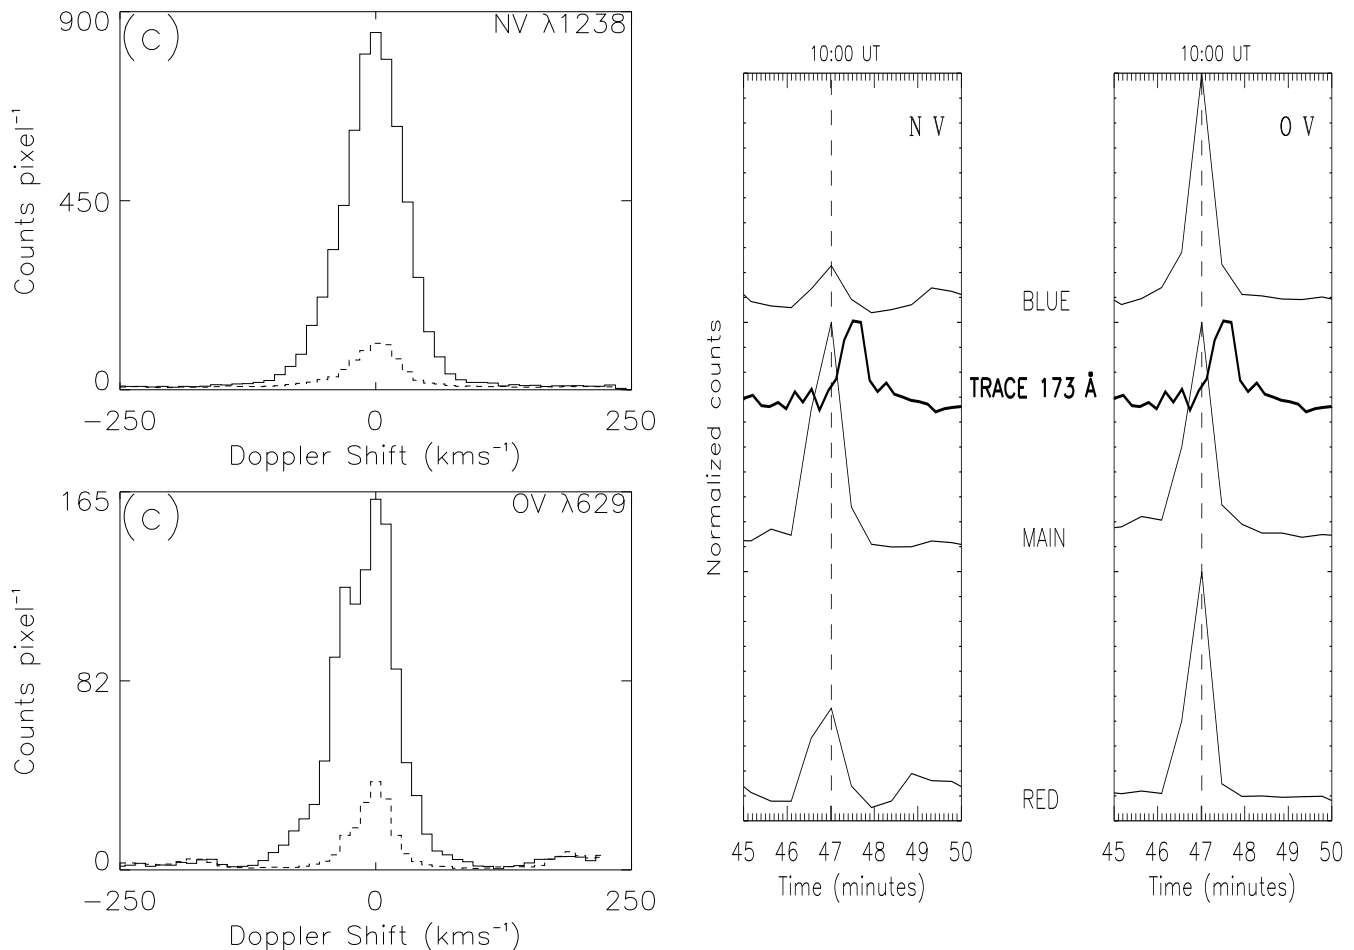 900
(C)
NV λ1238
450
0
Counts pixel⁻¹
-250 0 250
Doppler Shift (kms⁻¹)
165
(C)
OV λ629
82
0
Counts pixel⁻¹
-250 0 250
Doppler Shift (kms⁻¹)
10:00 UT
N V
Normalized counts
45 46 47 48 49 50
Time (minutes)
BLUE
TRACE 173 Å
MAIN
RED
10:00 UT
O V
45 46 47 48 49 50
Time (minutes)